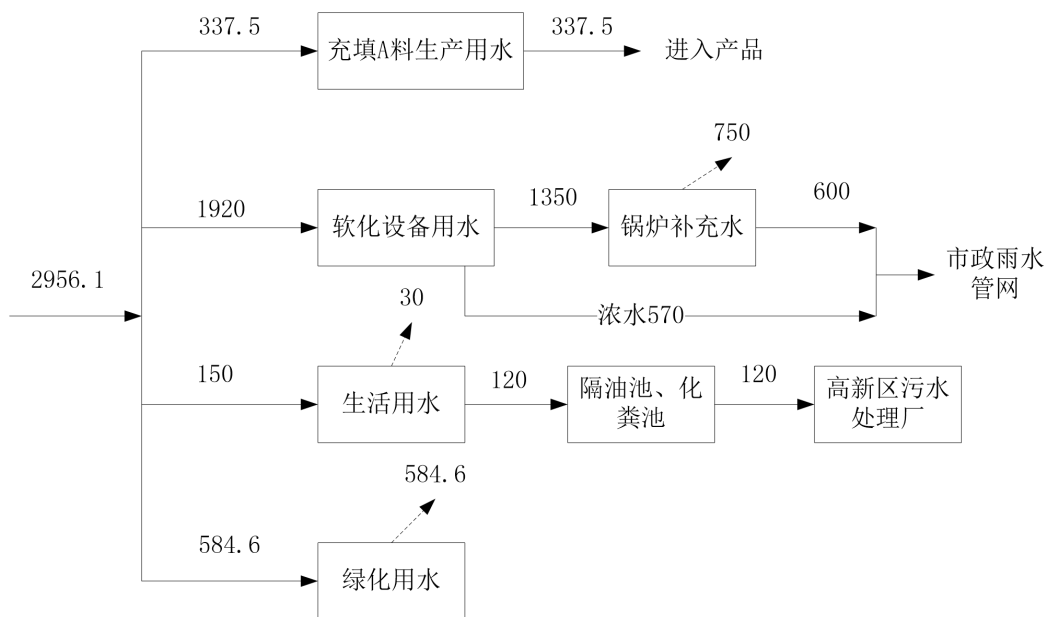 337.5
充填A料生产用水
337.5
进入产品
750
1920
软化设备用水
1350
锅炉补充水
600
市政雨水
管网
2956.1
30
浓水570
150
生活用水
120
隔油池、化
粪池
120
高新区污水
处理厂
584.6
584.6
绿化用水